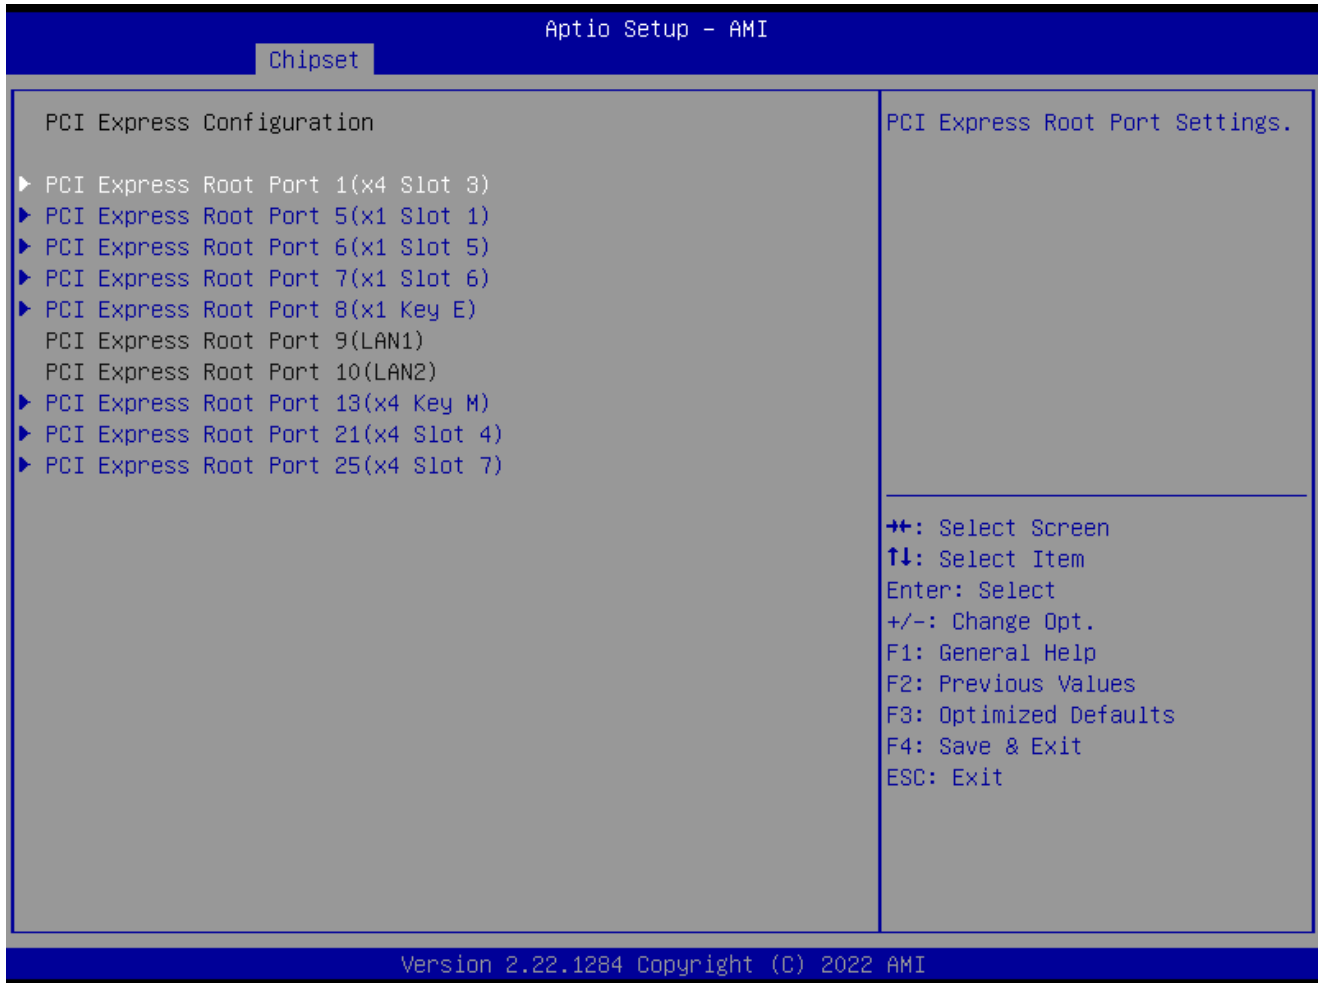 Aptio Setup - AMI
Chipset
PCI Express Configuration
PCI Express Root Port 1(x4 Slot 3)
PCI Express Root Port 5(x1 Slot 1)
PCI Express Root Port 6(x1 Slot 5)
PCI Express Root Port 7(x1 Slot 6)
PCI Express Root Port 8(x1 Key E)
PCI Express Root Port 9(LAN1)
PCI Express Root Port 10(LAN2)
PCI Express Root Port 13(x4 Key M)
PCI Express Root Port 21(x4 Slot 4)
PCI Express Root Port 25(x4 Slot 7)
PCI Express Root Port Settings.
→←: Select Screen
↑↓: Select Item
Enter: Select
+/-: Change Opt.
F1: General Help
F2: Previous Values
F3: Optimized Defaults
F4: Save & Exit
ESC: Exit
Version 2.22.1284 Copyright (C) 2022 AMI